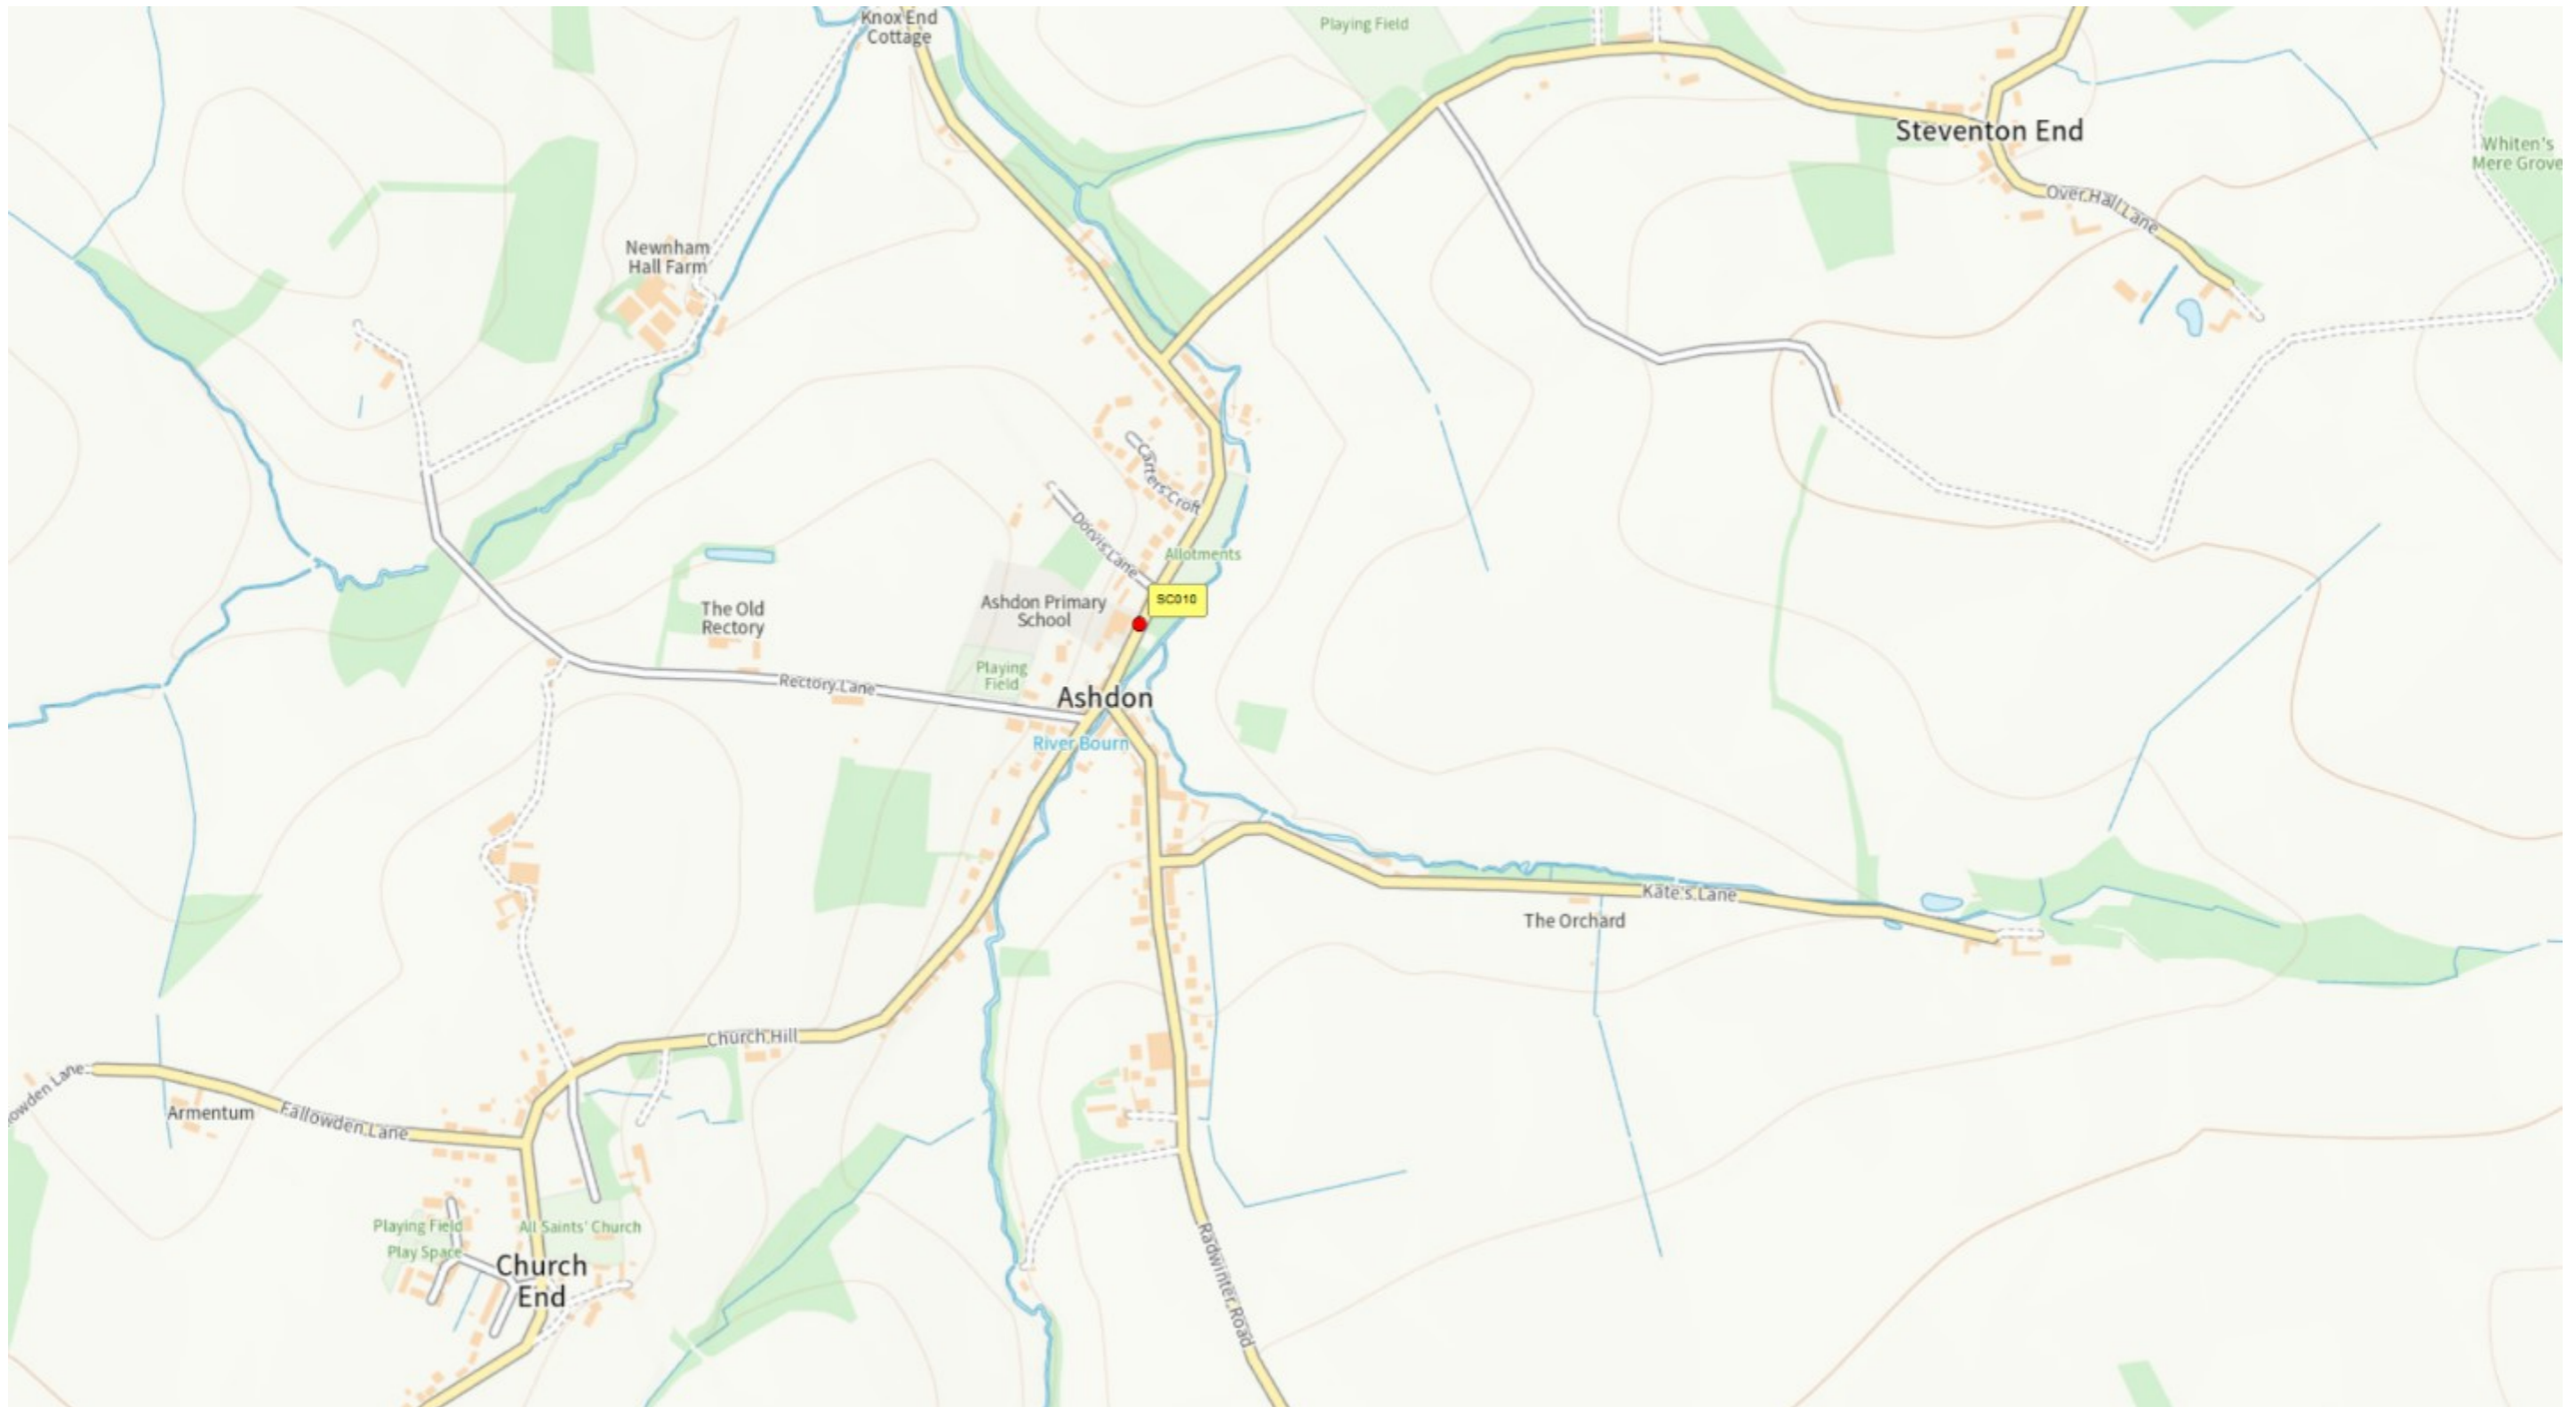 Knox End
Cottage
Playing Field
Steventon End
Whiten's
Mere Grove
Over Hall Lane
Newnham
Hall Farm
Carters Croft
Dorvis Lane
Allotments
SC010
Ashdon Primary
School
The Old
Rectory
Playing
Field
Rectory Lane
Ashdon
River Bourn
Kate's Lane
The Orchard
Church Hill
owden Lane
Armentum
Fallowden Lane
Playing Field
All Saints' Church
Play Space
Church
End
Radwinter Road